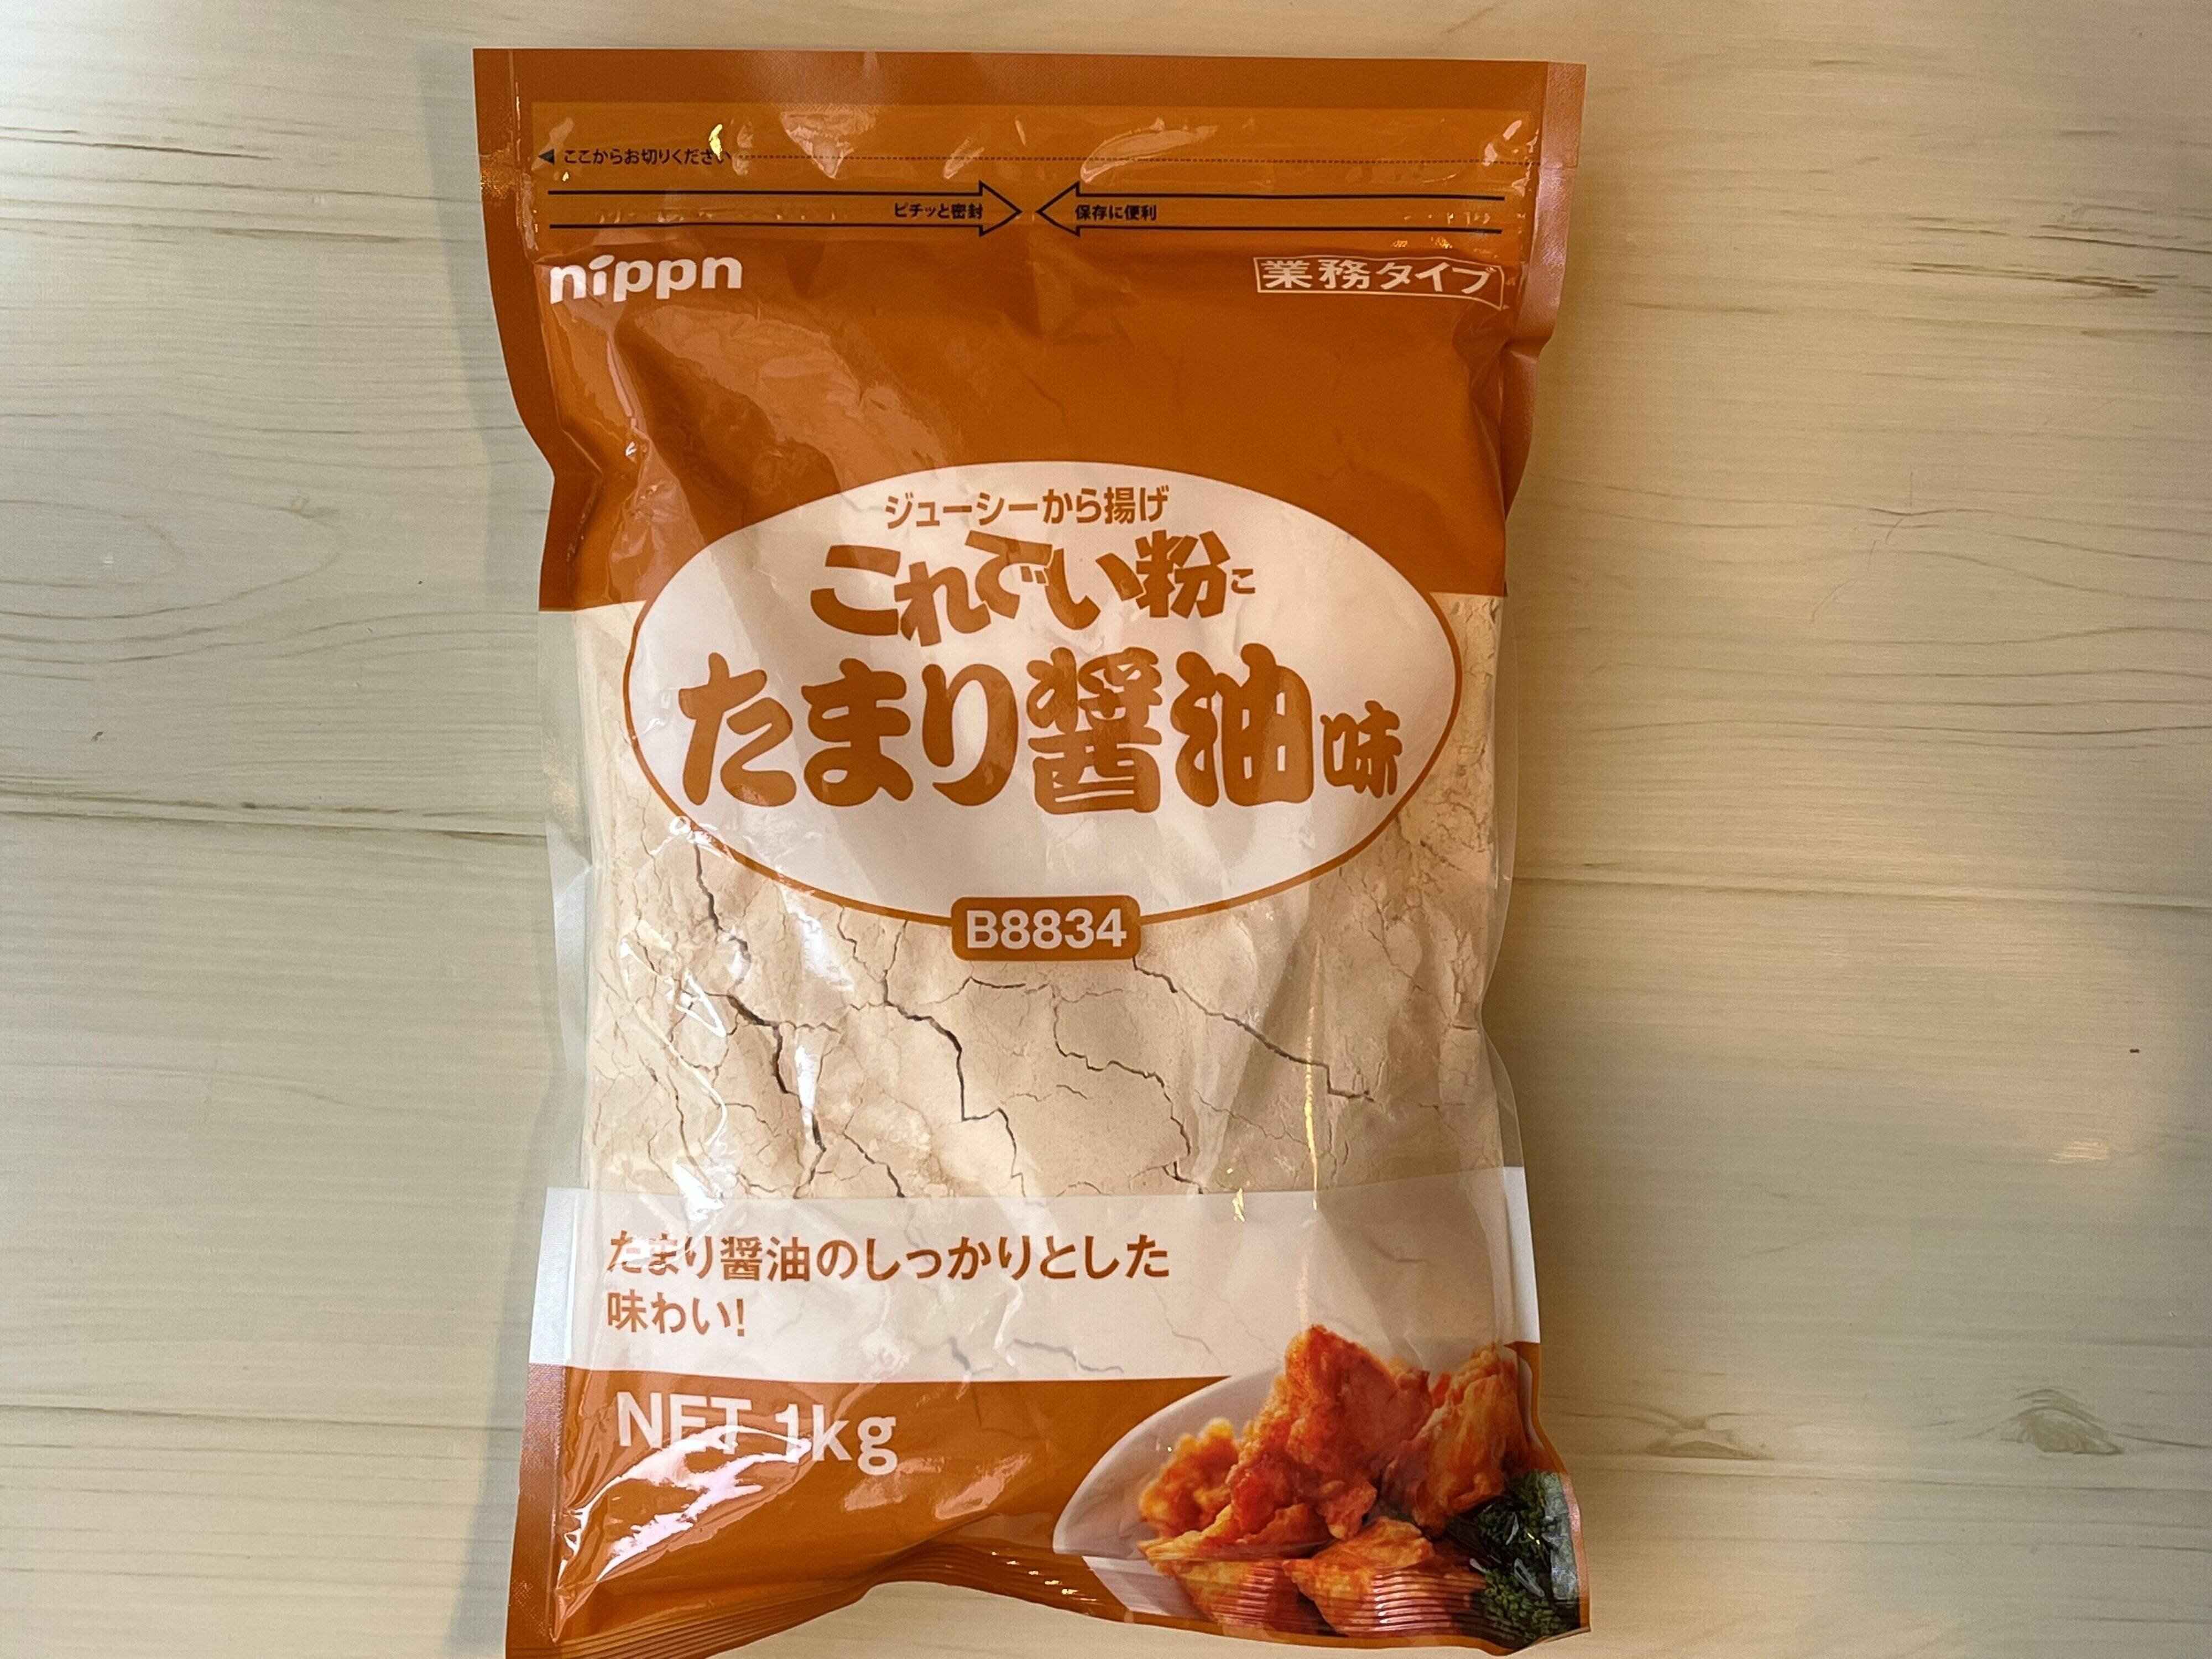 ここからお切りください
ピチッと密封 保存に便利
nippn
業務タイプ
ジューシーから揚げ
これでい粉こ
たまり醤油味
B8834
たまり醤油のしっかりとした
味わい!
NET 1kg